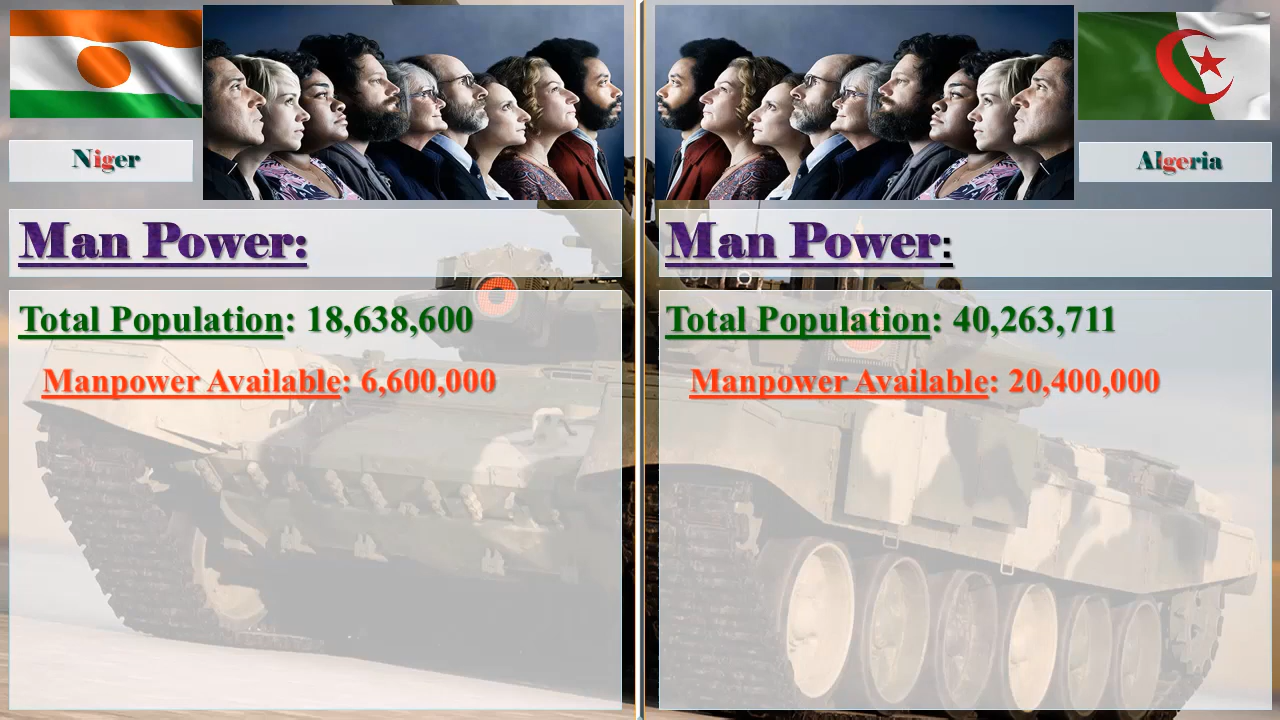 Niger
Man Power:
Total Population: 18,638,600
Manpower Available: 6,600,000
Algeria
Man Power:
Total Population: 40,263,711
Manpower Available: 20,400,000